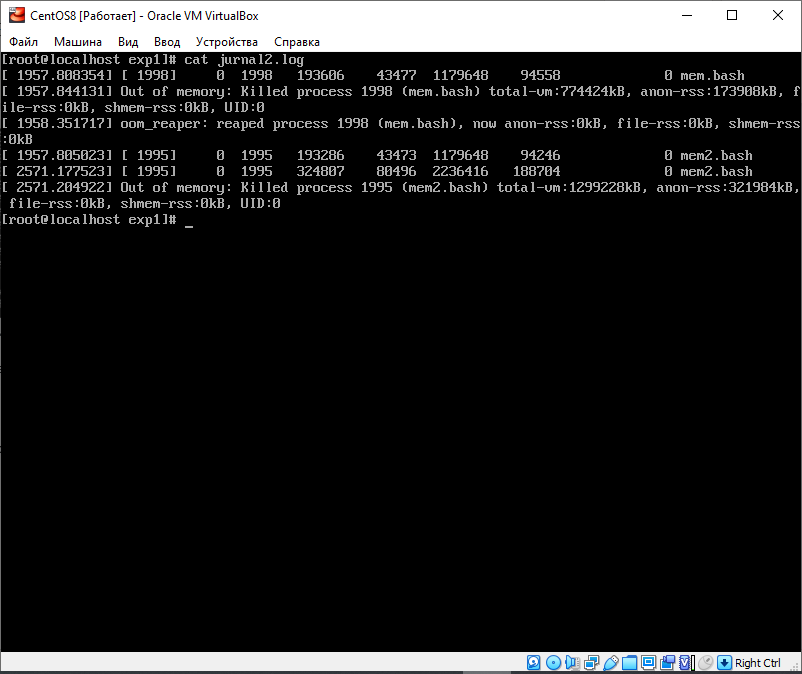 CentOS8 [Работает] - Oracle VM VirtualBox
Файл Машина Вид Ввод Устройства Справка
[root@localhost exp1]# cat jurnal2.log
[ 1957.808354] [ 1998]     0  1998   193606    43477  1179648    94558             0 mem.bash
[ 1957.844131] Out of memory: Killed process 1998 (mem.bash) total-vm:774424kB, anon-rss:173908kB, f
ile-rss:0kB, shmem-rss:0kB, UID:0
[ 1958.351717] oom_reaper: reaped process 1998 (mem.bash), now anon-rss:0kB, file-rss:0kB, shmem-rss
:0kB
[ 1957.805023] [ 1995]     0  1995   193286    43473  1179648    94246             0 mem2.bash
[ 2571.177523] [ 1995]     0  1995   324807    80496  2236416   188704             0 mem2.bash
[ 2571.204922] Out of memory: Killed process 1995 (mem2.bash) total-vm:1299228kB, anon-rss:321984kB,
 file-rss:0kB, shmem-rss:0kB, UID:0
[root@localhost exp1]# _
Right Ctrl